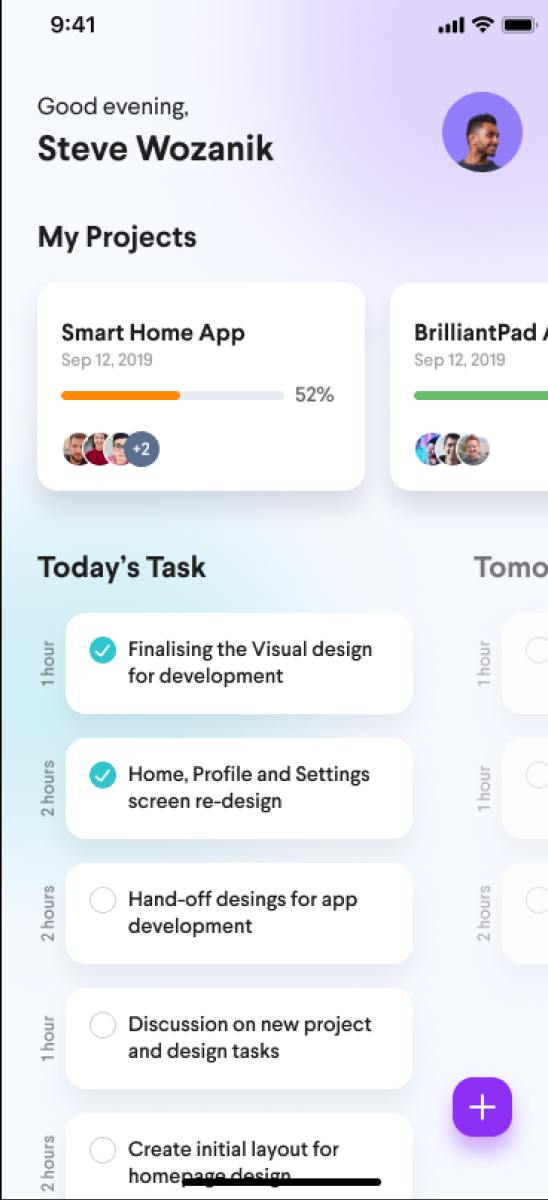 9:41
Good evening,
Steve Wozanik
My Projects
Smart Home App
Sep 12, 2019
52%
+2
BrilliantPad
Sep 12, 2019
Today's Task
1 hour
Finalising the Visual design
for development
2 hours
Home, Profile and Settings
screen re-design
2 hours
Hand-off desings for app
development
1 hour
Discussion on new project
and design tasks
2 hours
Create initial layout for
homepage design
Tomo
1 hour
1 hour
2 hours